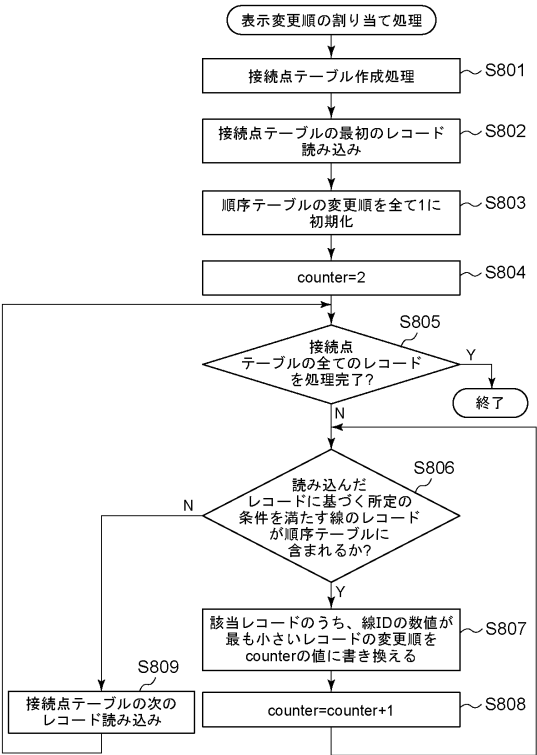 表示変更順の割り当て処理
接続点テーブル作成処理
S801
接続点テーブルの最初のレコード
読み込み
S802
順序テーブルの変更順を全て1に
初期化
S803
counter=2
S804
S805
接続点
テーブルの全てのレコード
を処理完了?
Y
終了
N
S806
読み込んだ
レコードに基づく所定の
条件を満たす線のレコード
が順序テーブルに
含まれるか?
N
Y
該当レコードのうち、線IDの数値が
最も小さいレコードの変更順を
counterの値に書き換える
S807
S809
接続点テーブルの次の
レコード読み込み
counter=counter+1
S808